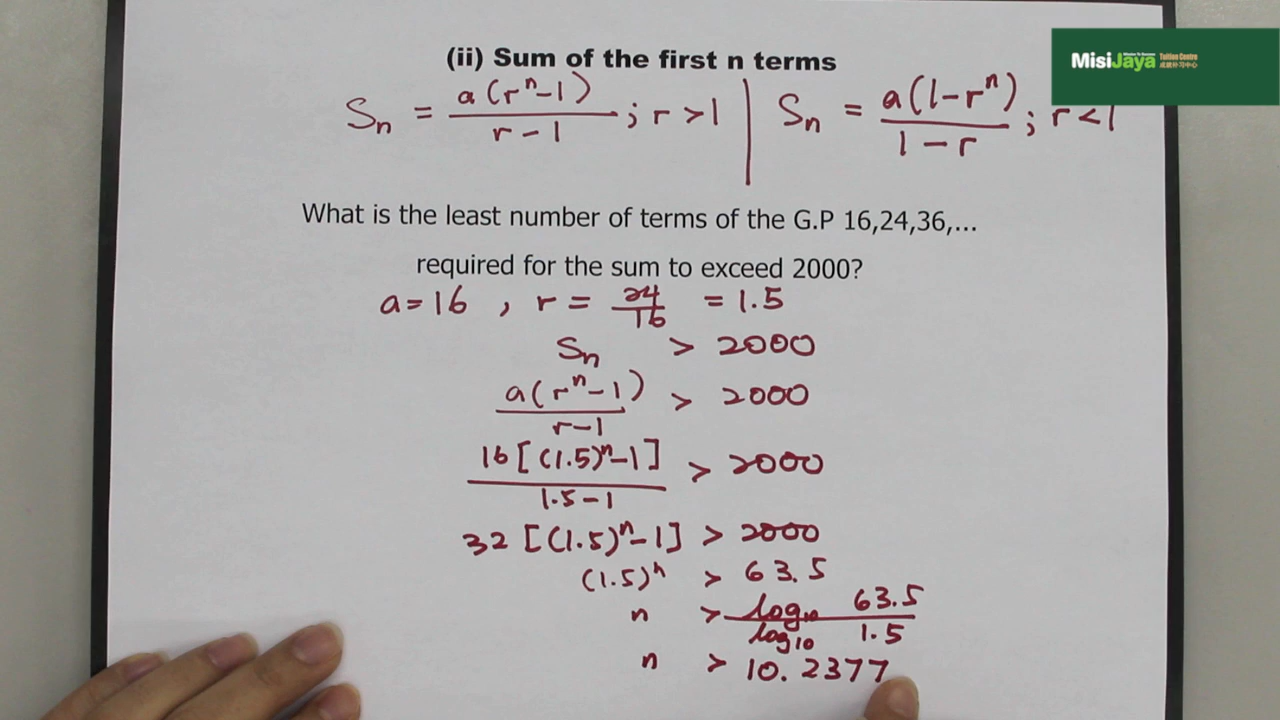 MisiJaya Tuition Centre
(ii) Sum of the first n terms
Sn = a(r^n-1) / r-1 ; r>1 | Sn = a(1-r^n) / 1-r ; r<1
What is the least number of terms of the G.P 16,24,36,...
required for the sum to exceed 2000?
a=16 , r = 24/16 = 1.5
Sn > 2000
a(r^n-1) / r-1 > 2000
16[(1.5)^n-1] / 1.5-1 > 2000
32 [(1.5)^n-1] > 2000
(1.5)^n > 63.5
n > log10 63.5 / log10 1.5
n > 10.2377